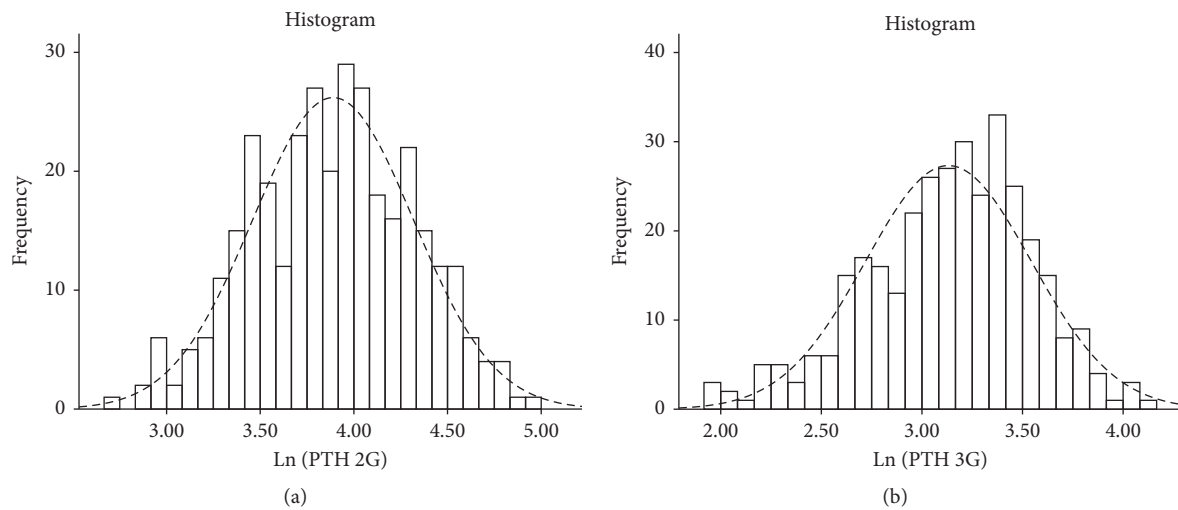 Histogram
30
20
10
0
Frequency
3.00 3.50 4.00 4.50 5.00
Ln (PTH 2G)
(a)
Histogram
40
30
20
10
0
Frequency
2.00 2.50 3.00 3.50 4.00
Ln (PTH 3G)
(b)